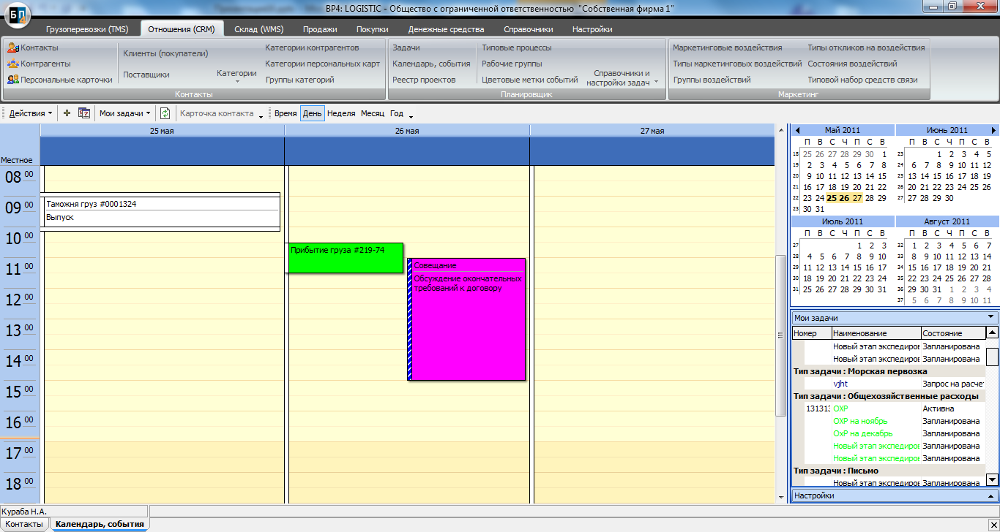 БП4
BP4: LOGISTIC - Общество с ограниченной ответственностью "Собственная фирма 1"
Грузоперевозки (TMS) Отношения (CRM) Склад (WMS) Продажи Покупки Денежные средства Справочники Настройки
Контакты
Контрагенты
Персональные карточки
Клиенты (покупатели)
Поставщики
Категории
Категории контрагентов
Категории персональных карт
Группы категорий
Контакты
Задачи
Календарь, события
Реестр проектов
Типовые процессы
Рабочие группы
Цветовые метки событий
Справочники и
настройки задач
Планировщик
Маркетинговые воздействия
Типы маркетинговых воздействий
Группы воздействий
Типы откликов на воздействия
Состояния воздействий
Типовой набор средств связи
Маркетинг
Действия Мои задачи Карточка контакта Время День Неделя Месяц Год
25 мая 26 мая 27 мая
Местное
08 00
09 00
10 00
11 00
12 00
13 00
14 00
15 00
16 00
17 00
18 00
Таможня груз #0001324
Выпуск
Прибытие груза #219-74
Совещание
Обсуждение окончательных
требований к договору
Май 2011
П В С Ч П С В
18 25 26 27 28 29 30 1
19 2 3 4 5 6 7 8
20 9 10 11 12 13 14 15
21 16 17 18 19 20 21 22
22 23 24 25 26 27 28 29
23 30 31
Июнь 2011
П В С Ч П С В
23 1 2 3 4 5
24 6 7 8 9 10 11 12
25 13 14 15 16 17 18 19
26 20 21 22 23 24 25 26
27 27 28 29 30
Июль 2011
П В С Ч П С В
27 1 2 3
28 4 5 6 7 8 9 10
29 11 12 13 14 15 16 17
30 18 19 20 21 22 23 24
31 25 26 27 28 29 30 31
Август 2011
П В С Ч П С В
32 1 2 3 4 5 6 7
33 8 9 10 11 12 13 14
34 15 16 17 18 19 20 21
35 22 23 24 25 26 27 28
36 29 30 31 1 2 3 4
37 5 6 7 8 9 10 11
Мои задачи
Номер Наименование Состояние
Новый этап экспедиров Запланирована
Новый этап экспедиров Запланирована
Тип задачи : Морская первозка
vjht Запрос на расче
Тип задачи : Общехозяйственные расходы
131313 ОХР Активна
ОХР на ноябрь Запланирована
ОхР на декабрь Запланирована
Новый этап экспедиров Запланирована
Новый этап экспедиров Запланирована
Тип задачи : Письмо
Новый этап экспедиров Запланирована
Настройки
Кураба Н.А.
Контакты Календарь, события